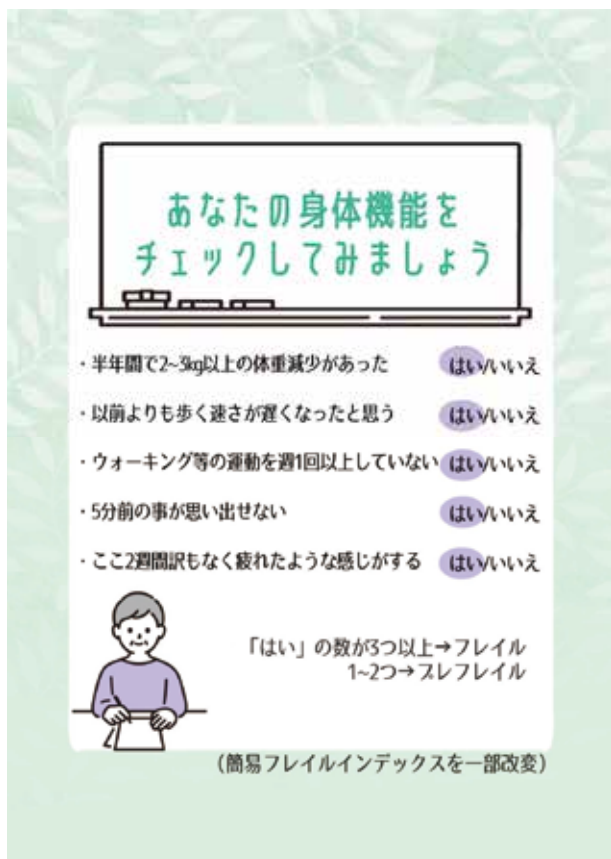 あなたの身体機能を
チェックしてみましょう
・半年間で2~3kg以上の体重減少があった はい/いいえ
・以前よりも歩く速さが遅くなったと思う はい/いいえ
・ウォーキング等の運動を週1回以上していない はい/いいえ
・5分前の事が思い出せない はい/いいえ
・ここ2週間訳もなく疲れたような感じがする はい/いいえ
「はい」の数が3つ以上→フレイル
1~2つ→プレフレイル
(簡易フレイルインデックスを一部改変)